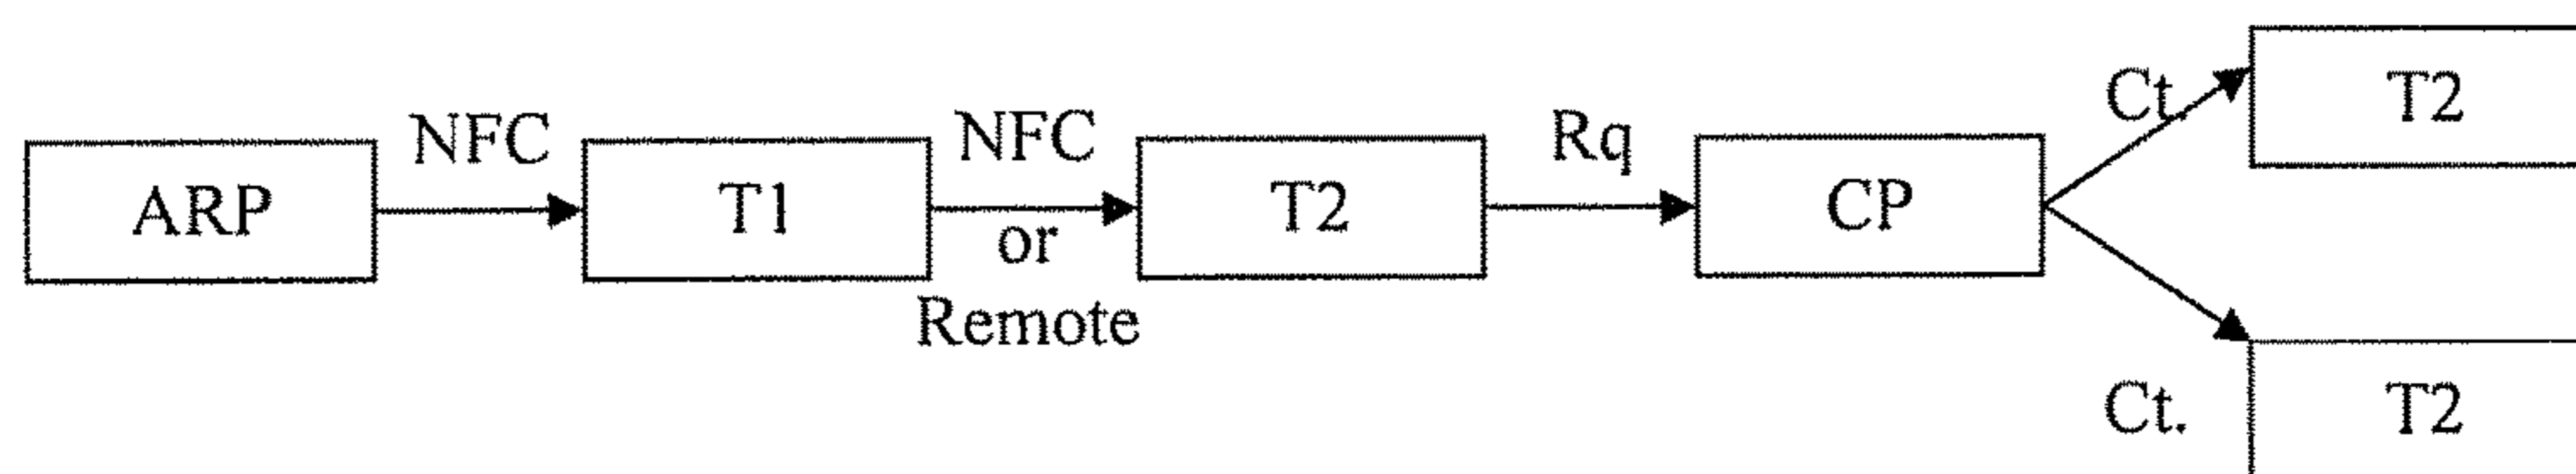 ARP
NFC
T1
NFC
or
Remote
T2
Rq
CP
Ct.
T2
Ct.
T2